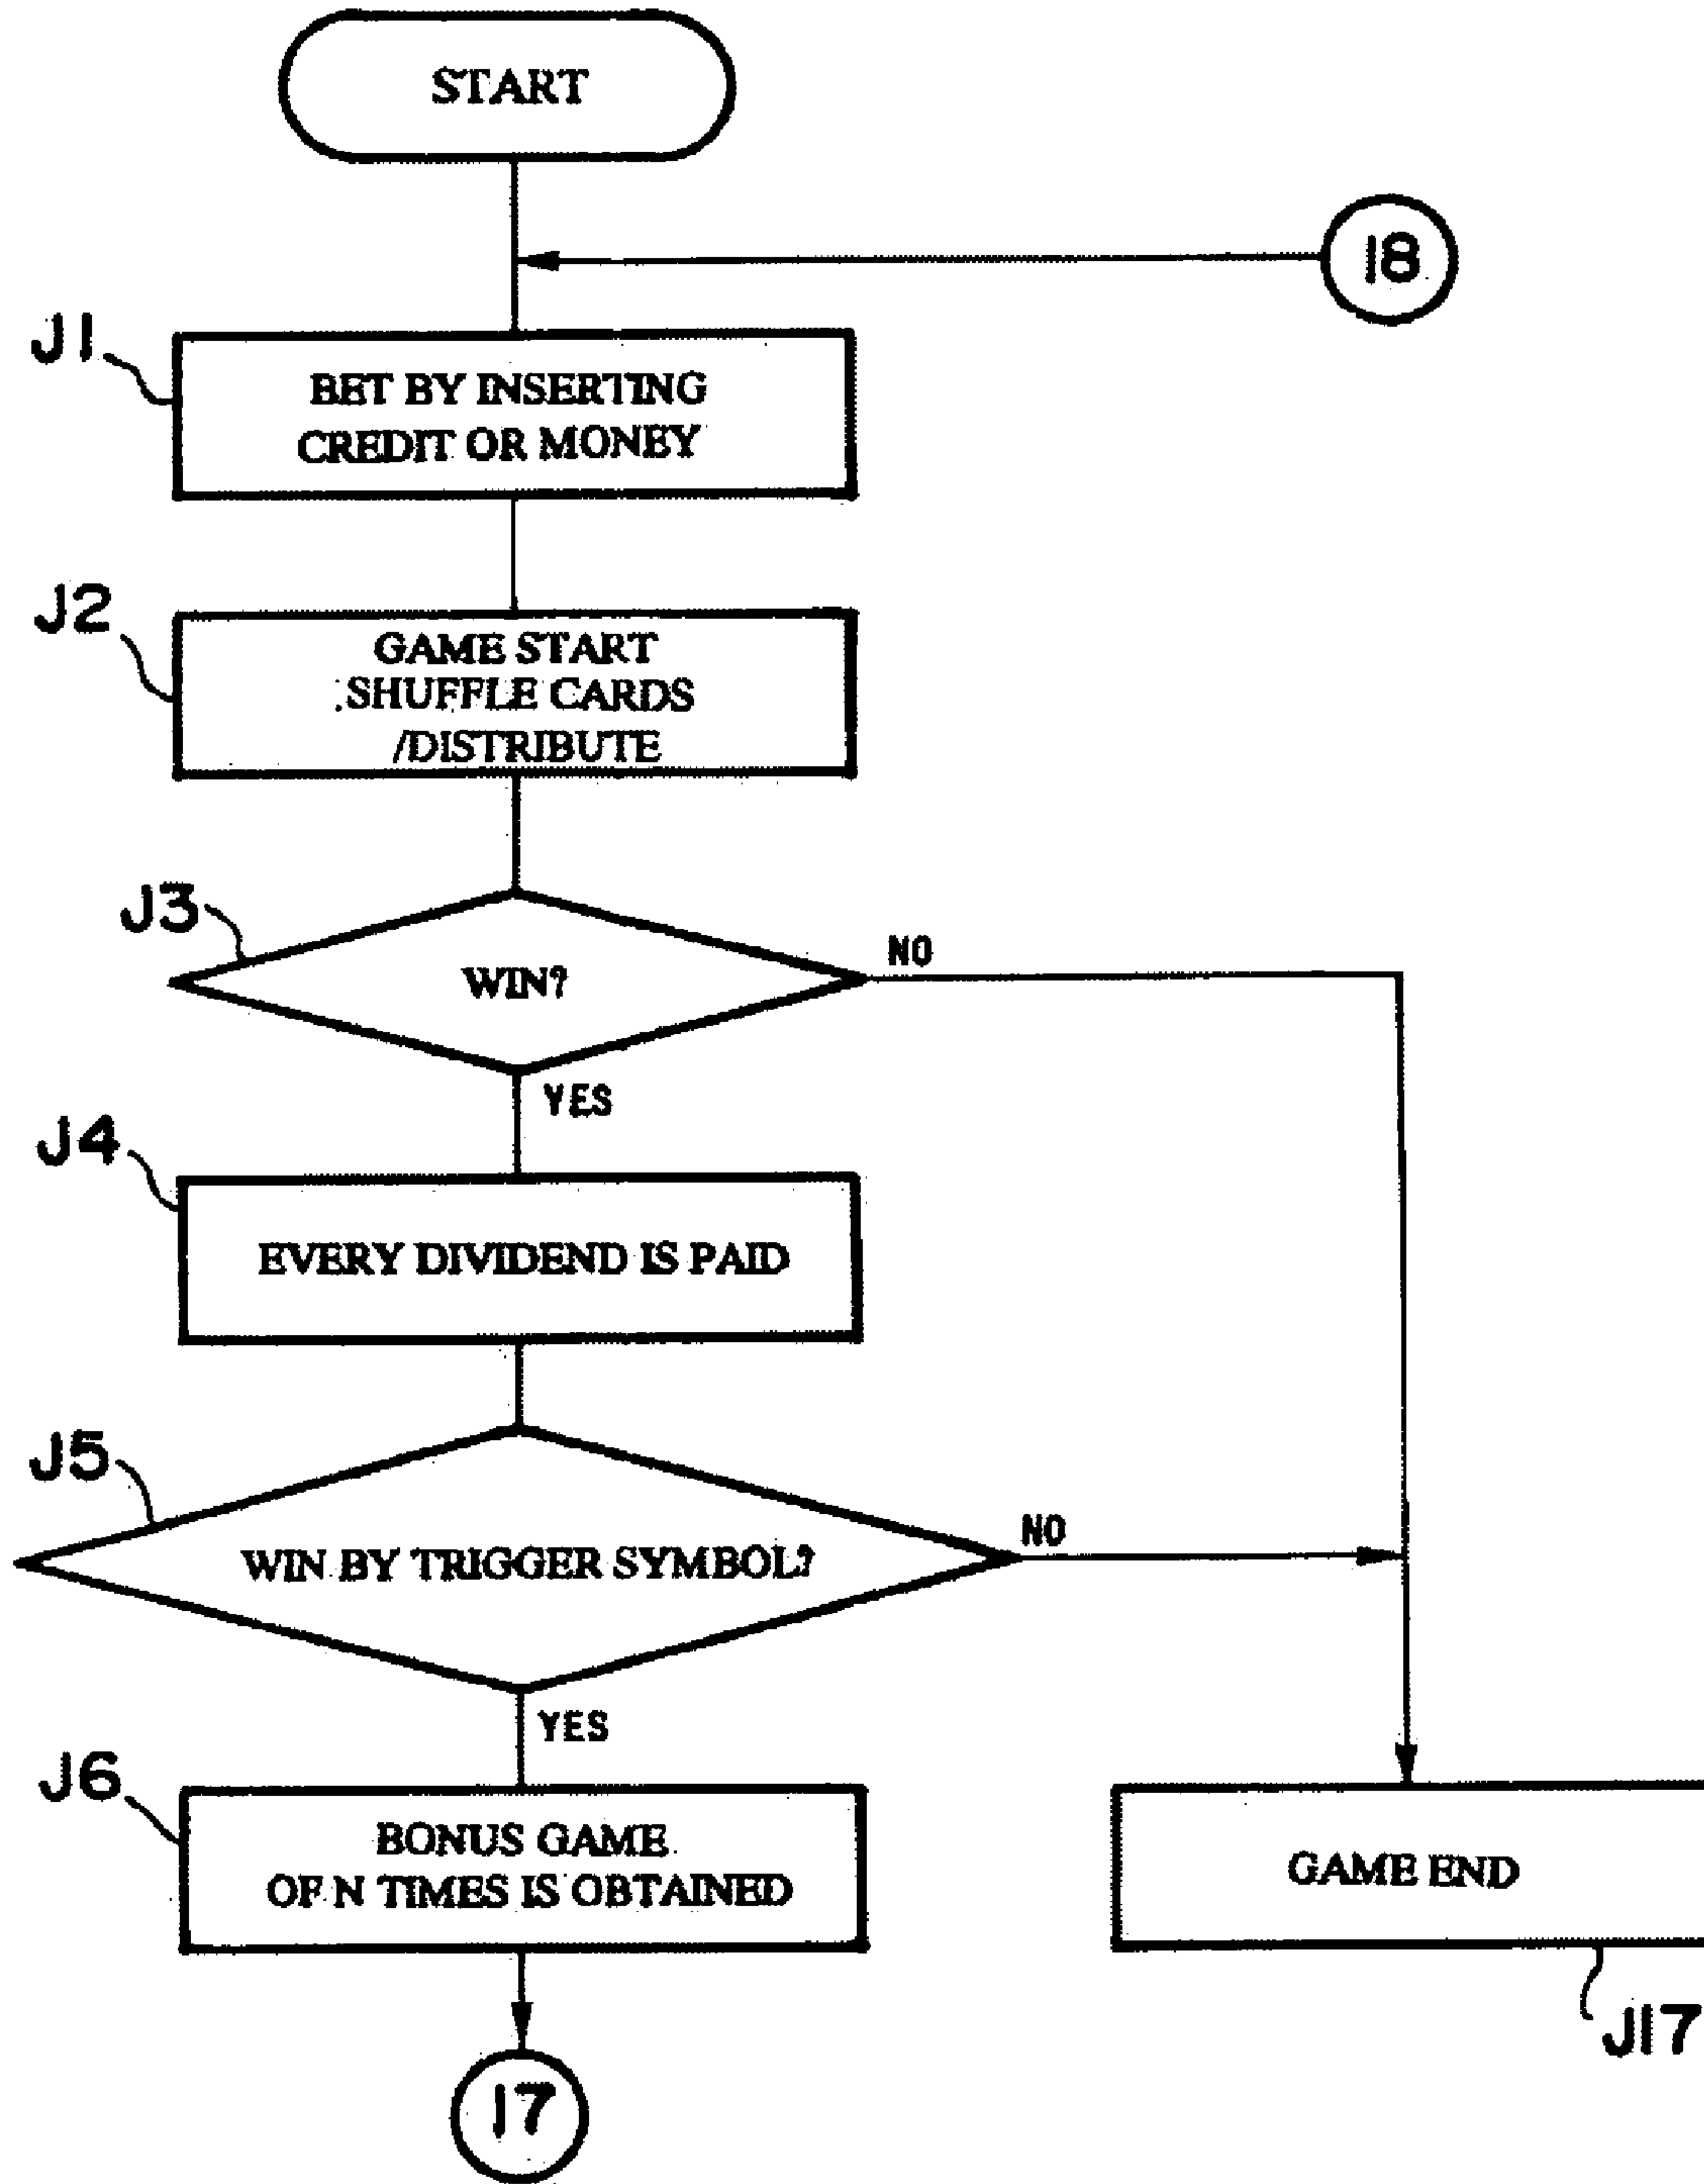 START
18
J1
BET BY INSERTING
CREDIT OR MONEY
J2
GAME START
SHUFFLE CARDS
/DISTRIBUTE
J3
WIN?
NO
YES
J4
EVERY DIVIDEND IS PAID
J5
WIN BY TRIGGER SYMBOL?
NO
YES
J6
BONUS GAME
OF N TIMES IS OBTAINED
GAME END
J17
17